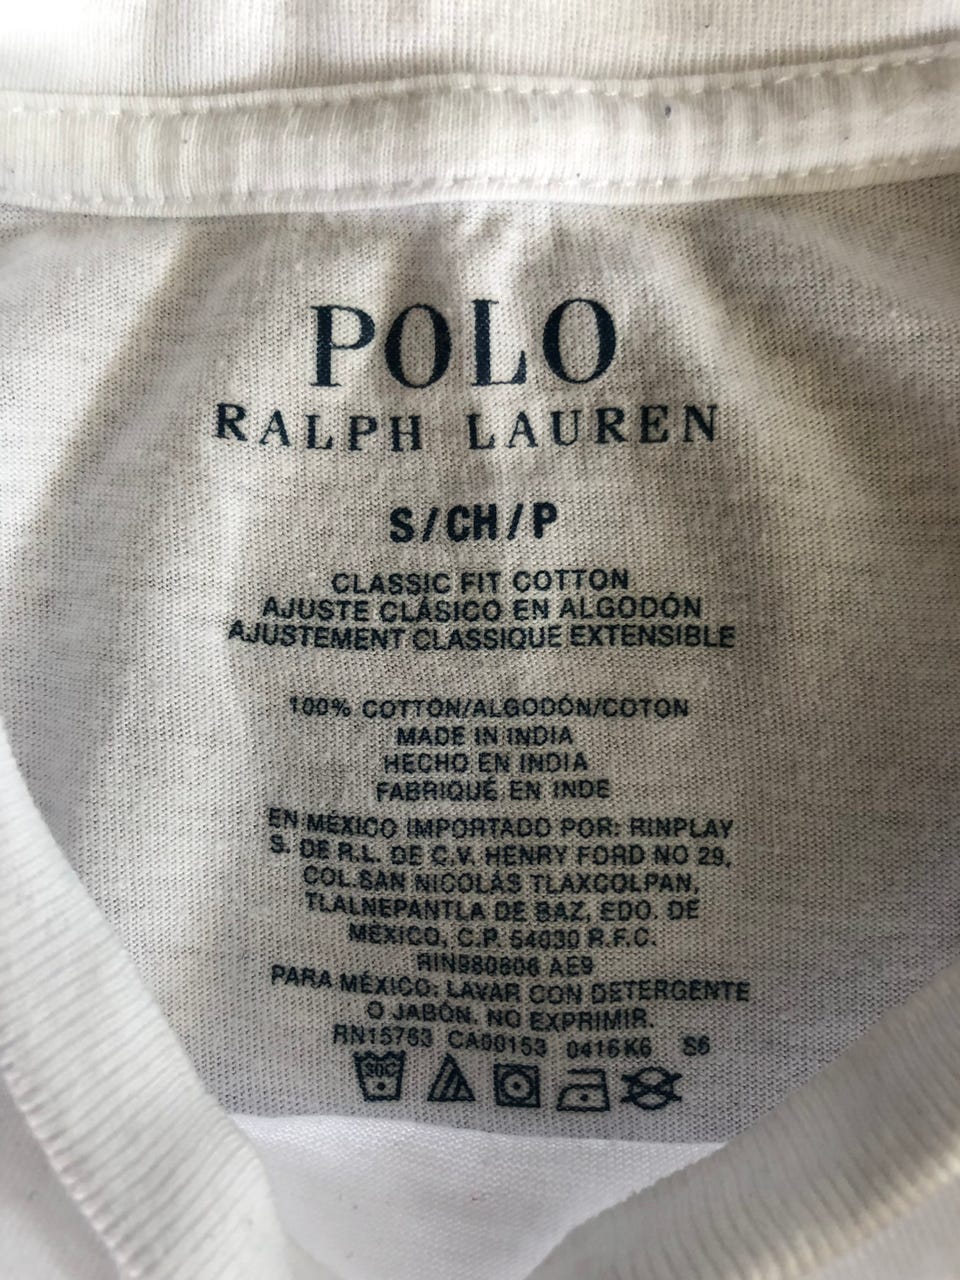 POLO
RALPH LAUREN
S/CH/P
CLASSIC FIT COTTON
AJUSTE CLÁSICO EN ALGODÓN
AJUSTEMENT CLASSIQUE EXTENSIBLE
100% COTTON/ALGODÓN/COTON
MADE IN INDIA
HECHO EN INDIA
FABRIQUÉ EN INDE
EN MÉXICO IMPORTADO POR: RINPLAY
S. DE R.L. DE C.V. HENRY FORD NO 29,
COL.SAN NICOLÁS TLAXCOLPAN,
TLALNEPANTLA DE BAZ, EDO. DE
MÉXICO, C.P. 54030 R.F.C.
RIN980806 AE9
PARA MÉXICO: LAVAR CON DETERGENTE
O JABÓN. NO EXPRIMIR.
RN15763 CA00153 0416K6 S6
30C